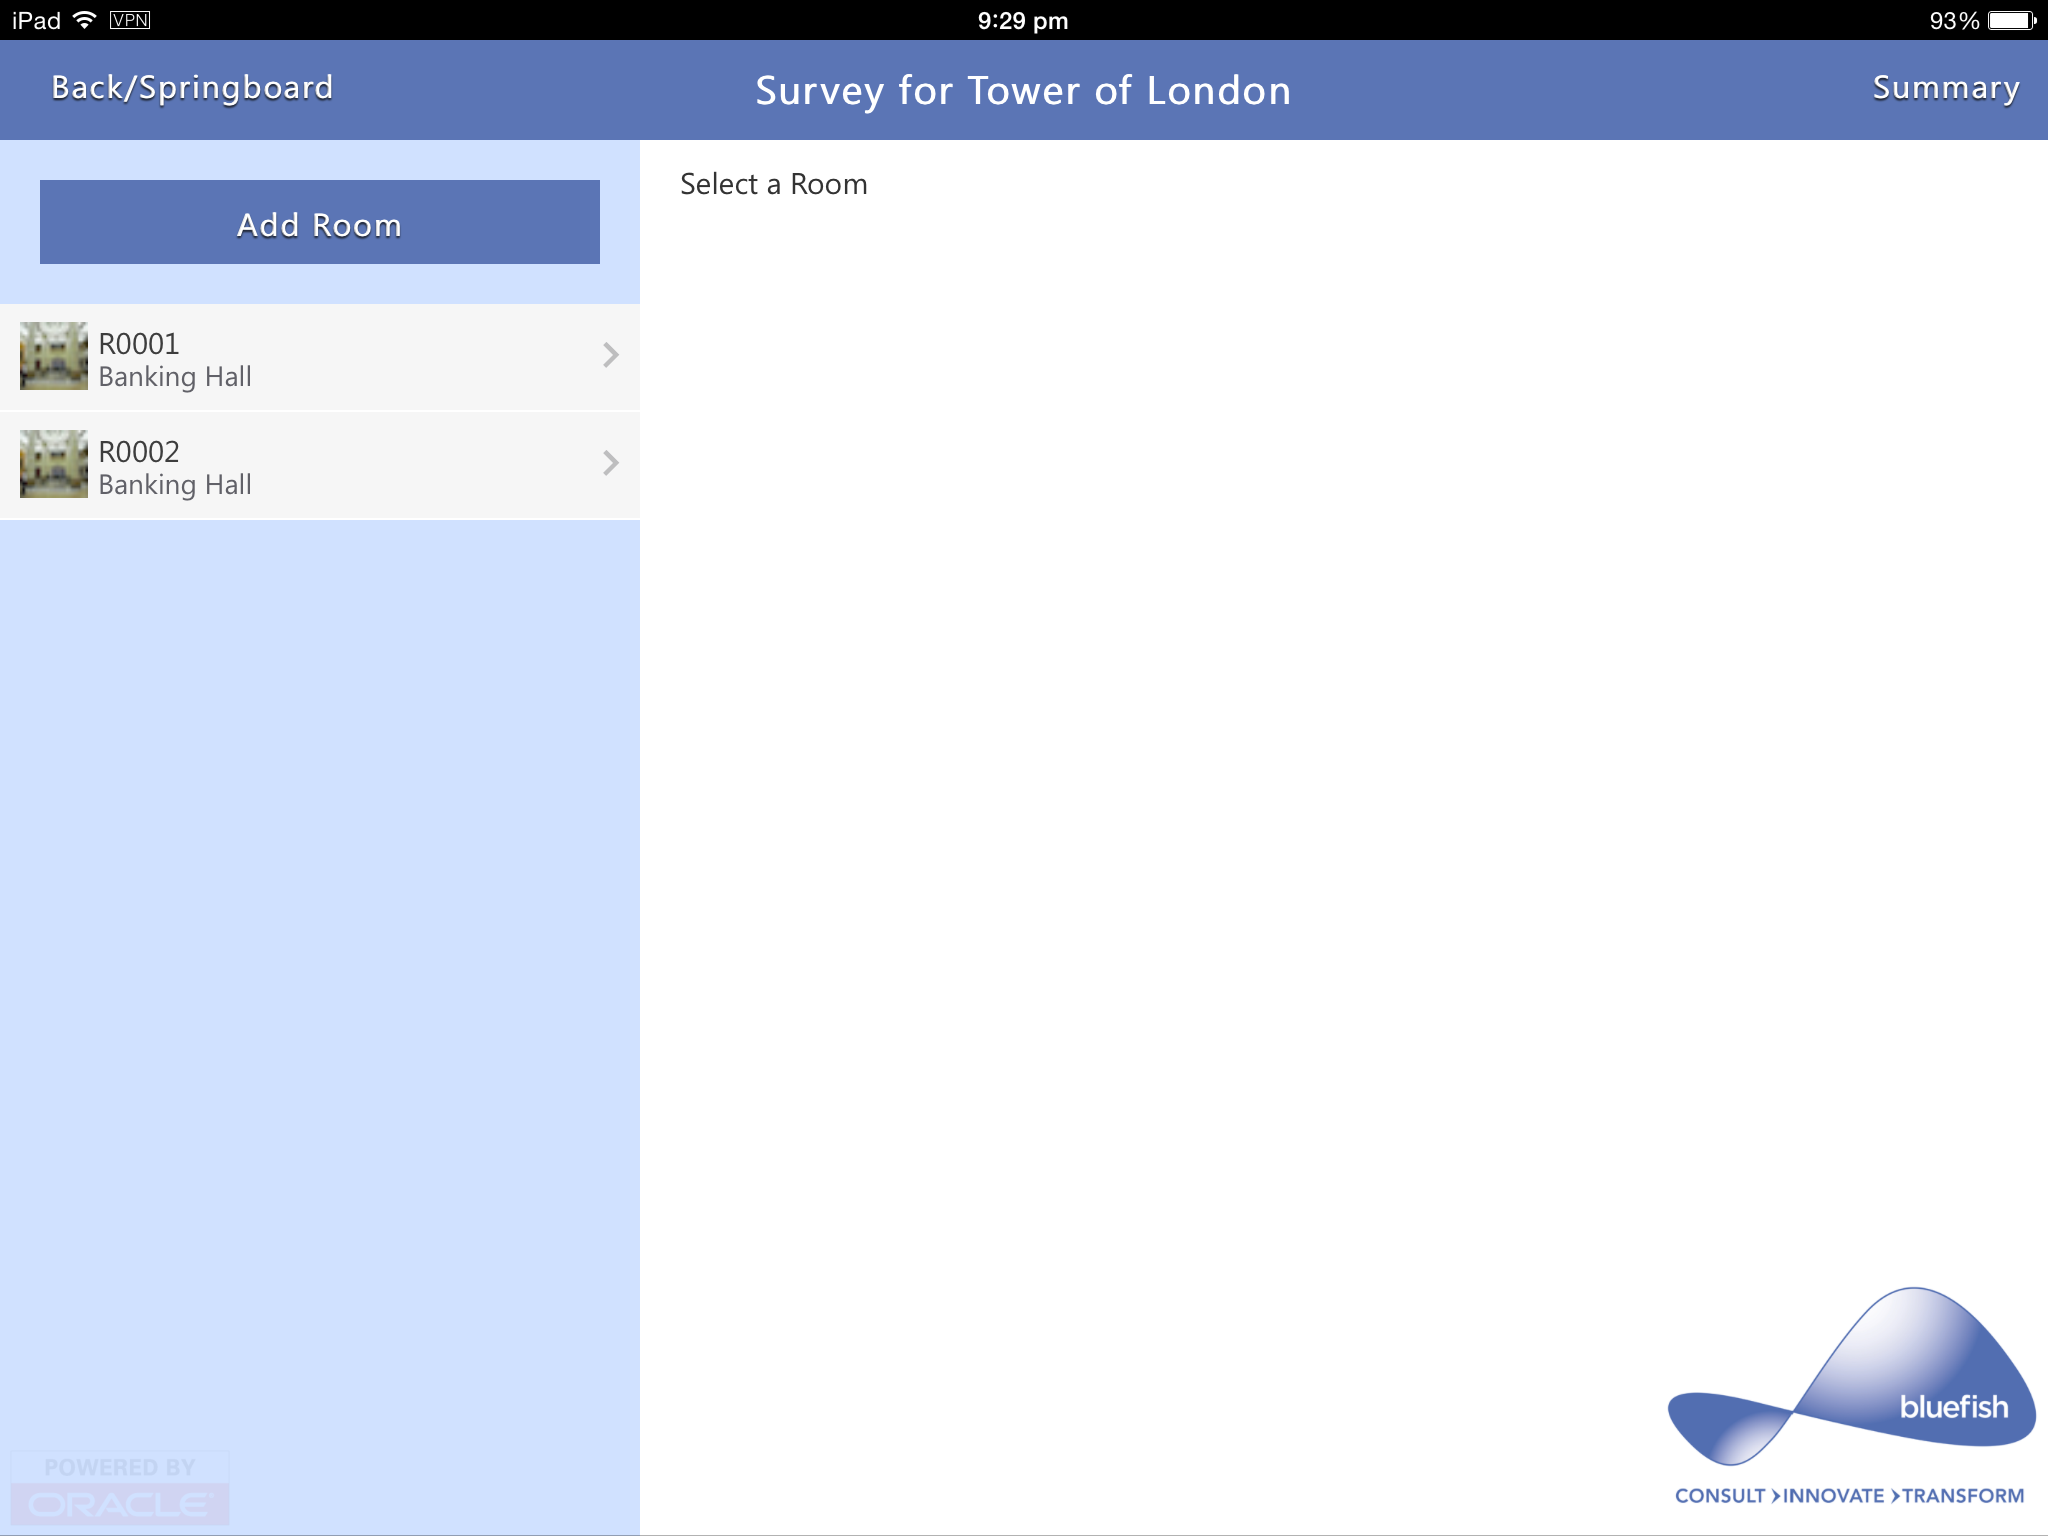 iPad VPN 9:29 pm 93%
Back/Springboard Survey for Tower of London Summary
Add Room
R0001
Banking Hall
R0002
Banking Hall
Select a Room
bluefish
CONSULT >INNOVATE >TRANSFORM
POWERED BY
ORACLE